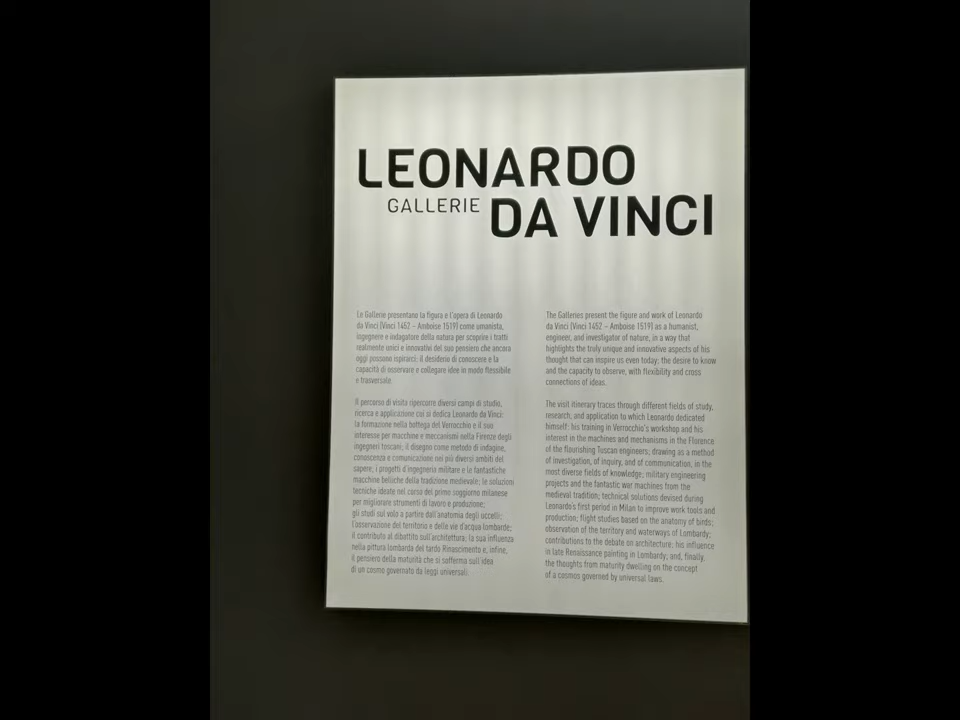 LEONARDO
GALLERIE DA VINCI
Le Gallerie presentano la figura e l'opera di Leonardo
da Vinci (Vinci 1452 – Amboise 1519) come umanista,
ingegnere e indagatore della natura per scoprire i tratti
realmente unici e innovativi del suo pensiero che ancora
oggi possono ispirarci: il desiderio di conoscere e la
capacità di osservare e collegare idee in modo flessibile
e trasversale.
Il percorso di visita ripercorre diversi campi di studio,
ricerca e applicazione cui si dedica Leonardo da Vinci:
la formazione nella bottega del Verrocchio e il suo
interesse per macchine e meccanismi nella Firenze degli
ingegneri toscani; il disegno come metodo di indagine,
conoscenza e comunicazione nei più diversi ambiti del
sapere; i progetti d'ingegneria militare e le fantastiche
macchine belliche della tradizione medievale; le soluzioni
tecniche ideate nel corso del primo soggiorno milanese
per migliorare strumenti di lavoro e produzione;
gli studi sul volo a partire dall'anatomia degli uccelli;
l'osservazione del territorio e delle vie d'acqua lombarde;
il contributo al dibattito sull'architettura; la sua influenza
nella pittura lombarda del tardo Rinascimento e, infine,
il pensiero della maturità che si sofferma sull'idea
di un cosmo governato da leggi universali.
The Galleries present the figure and work of Leonardo
da Vinci (Vinci 1452 – Amboise 1519) as a humanist,
engineer, and investigator of nature, in a way that
highlights the truly unique and innovative aspects of his
thought that can inspire us even today: the desire to know
and the capacity to observe, with flexibility and cross
connections of ideas.
The visit itinerary traces through different fields of study,
research, and application to which Leonardo dedicated
himself: his training in Verrocchio's workshop and his
interest in the machines and mechanisms in the Florence
of the flourishing Tuscan engineers; drawing as a method
of investigation, of inquiry, and of communication, in the
most diverse fields of knowledge; military engineering
projects and the fantastic war machines from the
medieval tradition; technical solutions devised during
Leonardo's first period in Milan to improve work tools and
production; flight studies based on the anatomy of birds;
observation of the territory and waterways of Lombardy;
contributions to the debate on architecture; his influence
in late Renaissance painting in Lombardy; and, finally,
the thoughts from maturity dwelling on the concept
of a cosmos governed by universal laws.